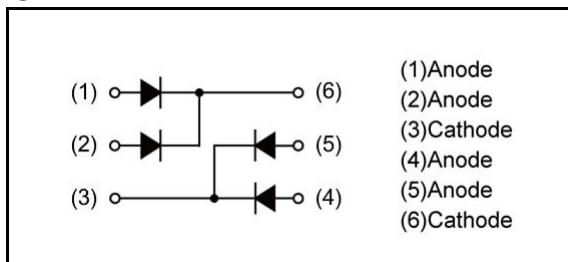 (1) (6)
(2) (5)
(3) (4)
(1)Anode
(2)Anode
(3)Cathode
(4)Anode
(5)Anode
(6)Cathode